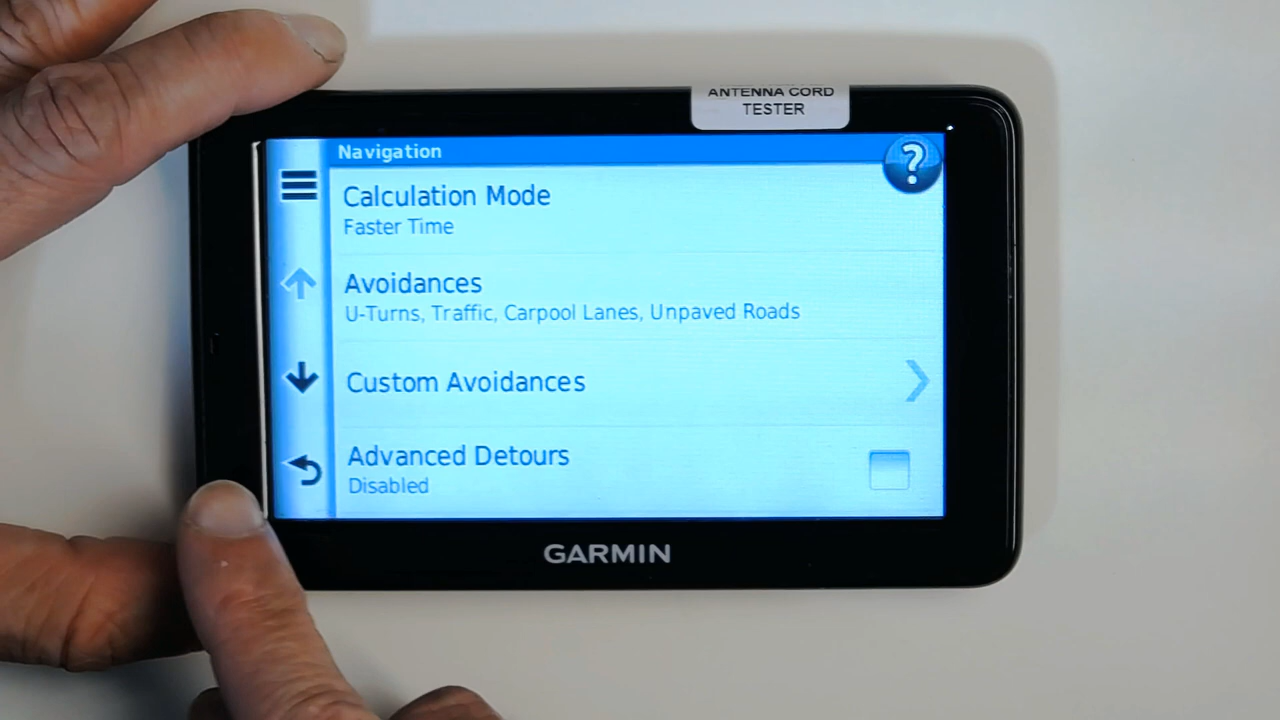 ANTENNA CORD
TESTER
Navigation
?
Calculation Mode
Faster Time
Avoidances
U-Turns, Traffic, Carpool Lanes, Unpaved Roads
Custom Avoidances
Advanced Detours
Disabled
GARMIN